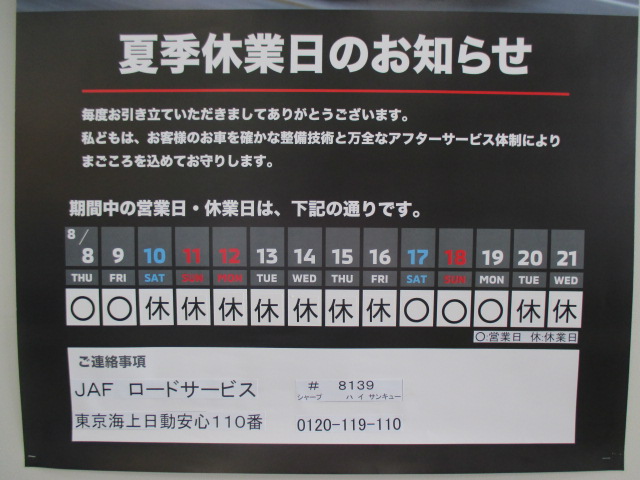 夏季休業日のお知らせ
毎度お引き立ていただきましてありがとうございます。
私どもは、お客様のお車を確かな整備技術と万全なアフターサービス体制により
まごころを込めてお守りします。
期間中の営業日・休業日は、下記の通りです。
8/8 9 10 11 12 13 14 15 16 17 18 19 20 21
THU FRI SAT SUN MON TUE WED THU FRI SAT SUN MON TUE WED
○ ○ 休 休 休 休 休 休 休 ○ ○ ○ 休 休
○:営業日 休:休業日
ご連絡事項
JAF ロードサービス # 8139
シャープ ハイ サンキュー
東京海上日動安心110番 0120-119-110